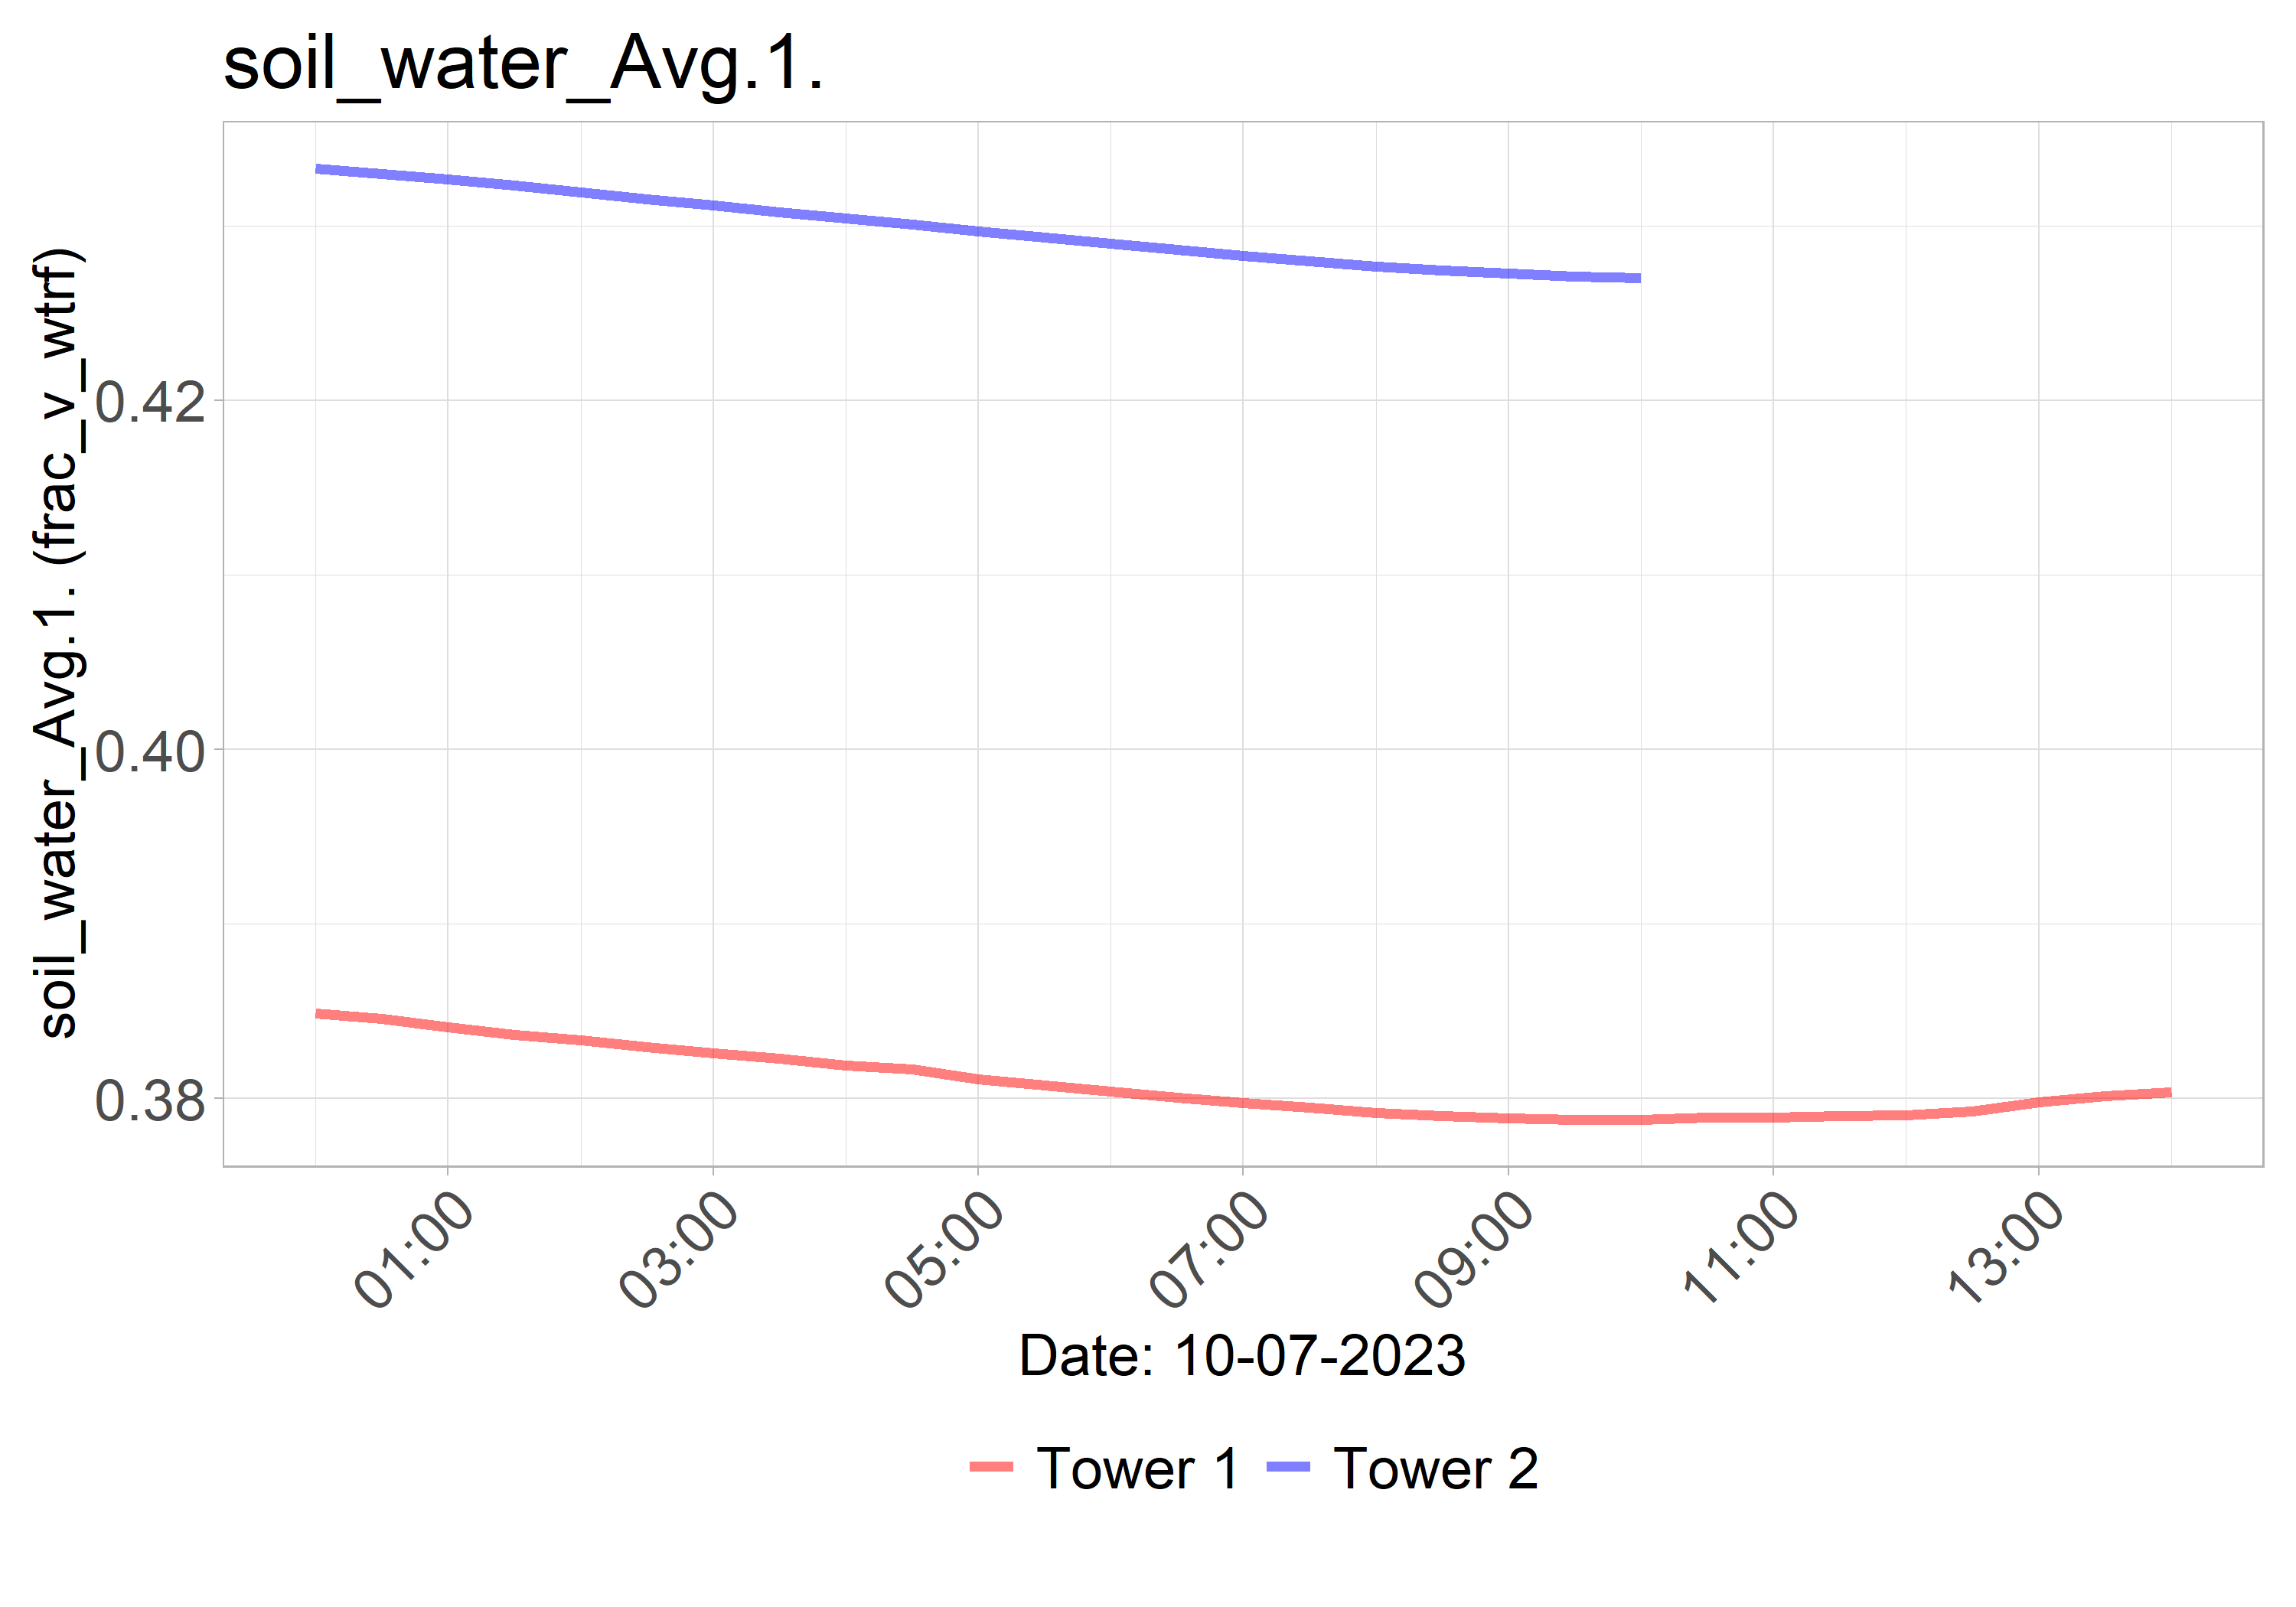 soil_water_Avg.1.
soil_water_Avg.1. (frac_v_wtrf)
0.42
0.40
0.38
01:00
03:00
05:00
07:00
09:00
11:00
13:00
Date: 10-07-2023
Tower 1
Tower 2